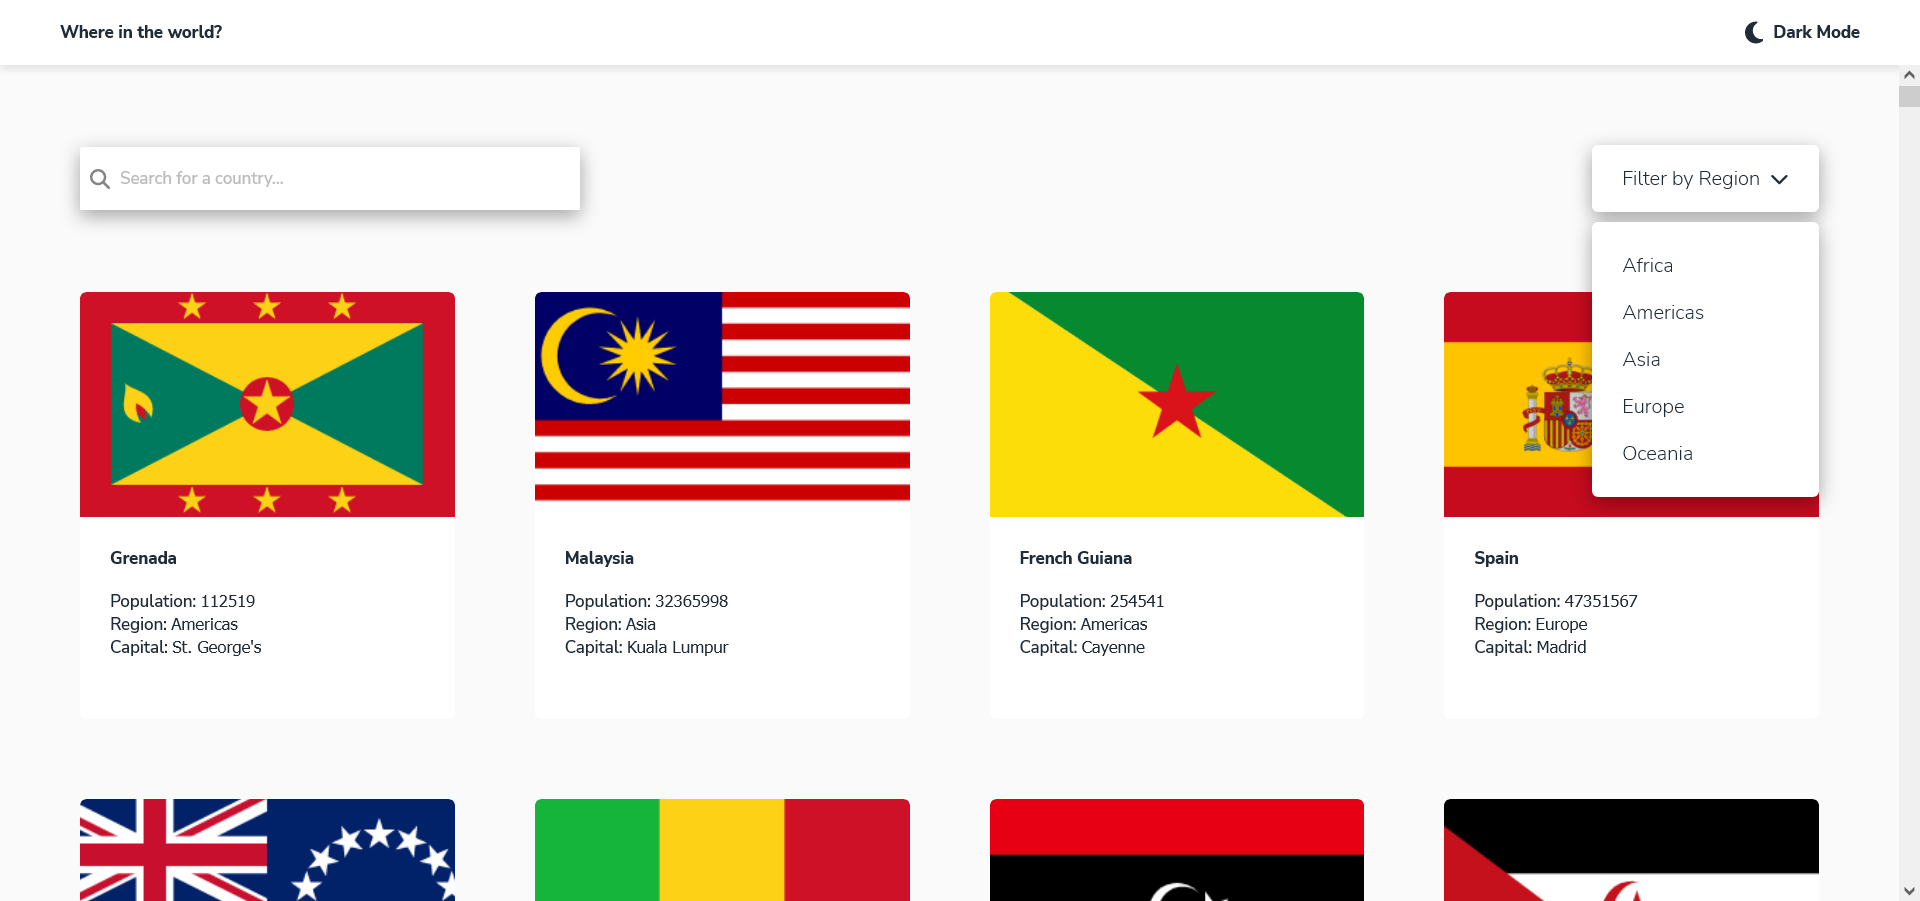 Where in the world?
Dark Mode
Search for a country...
Filter by Region
Africa
Americas
Asia
Europe
Oceania
Grenada
Population: 112519
Region: Americas
Capital: St. George's
Malaysia
Population: 32365998
Region: Asia
Capital: Kuala Lumpur
French Guiana
Population: 254541
Region: Americas
Capital: Cayenne
Spain
Population: 47351567
Region: Europe
Capital: Madrid